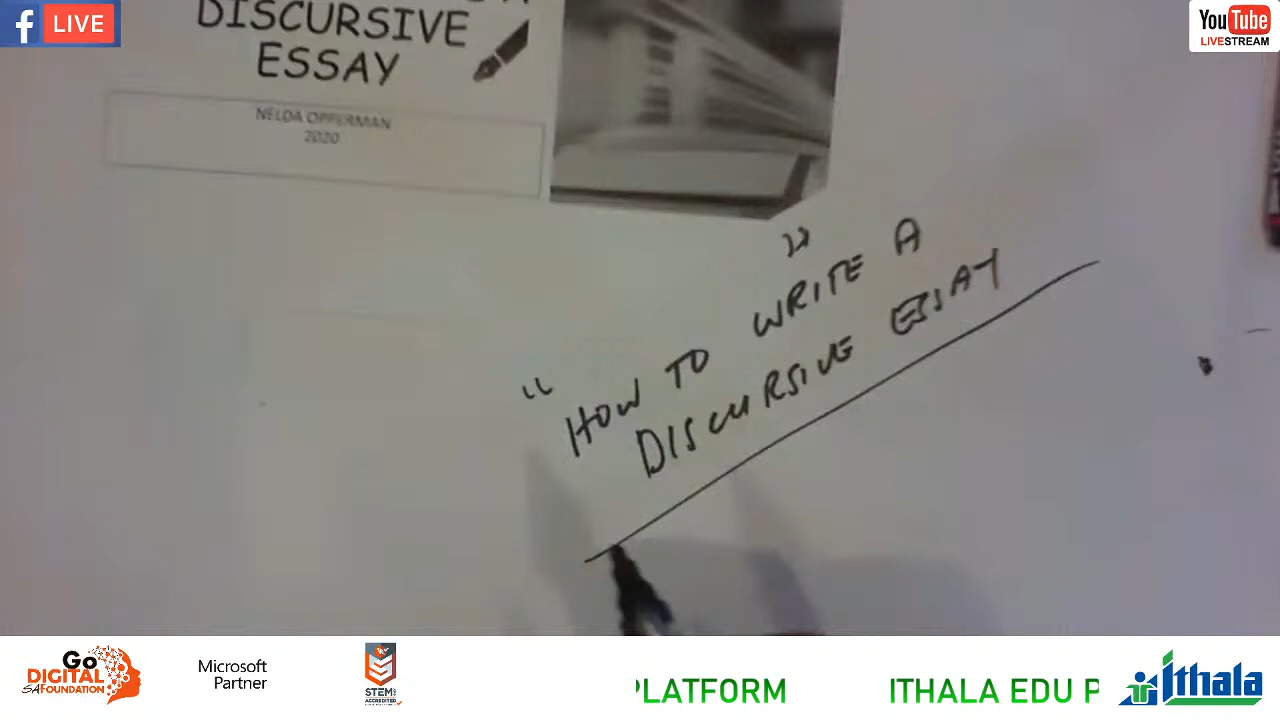 f LIVE
YouTube
LIVESTREAM
DISCURSIVE
ESSAY
NELDA OPPERMAN
2020
" HOW TO WRITE A "
DISCURSIVE ESSAY
Go
DIGITAL
SA FOUNDATION
Microsoft
Partner
STEM
ACCREDITED
PLATFORM
ITHALA EDU P
Ithala